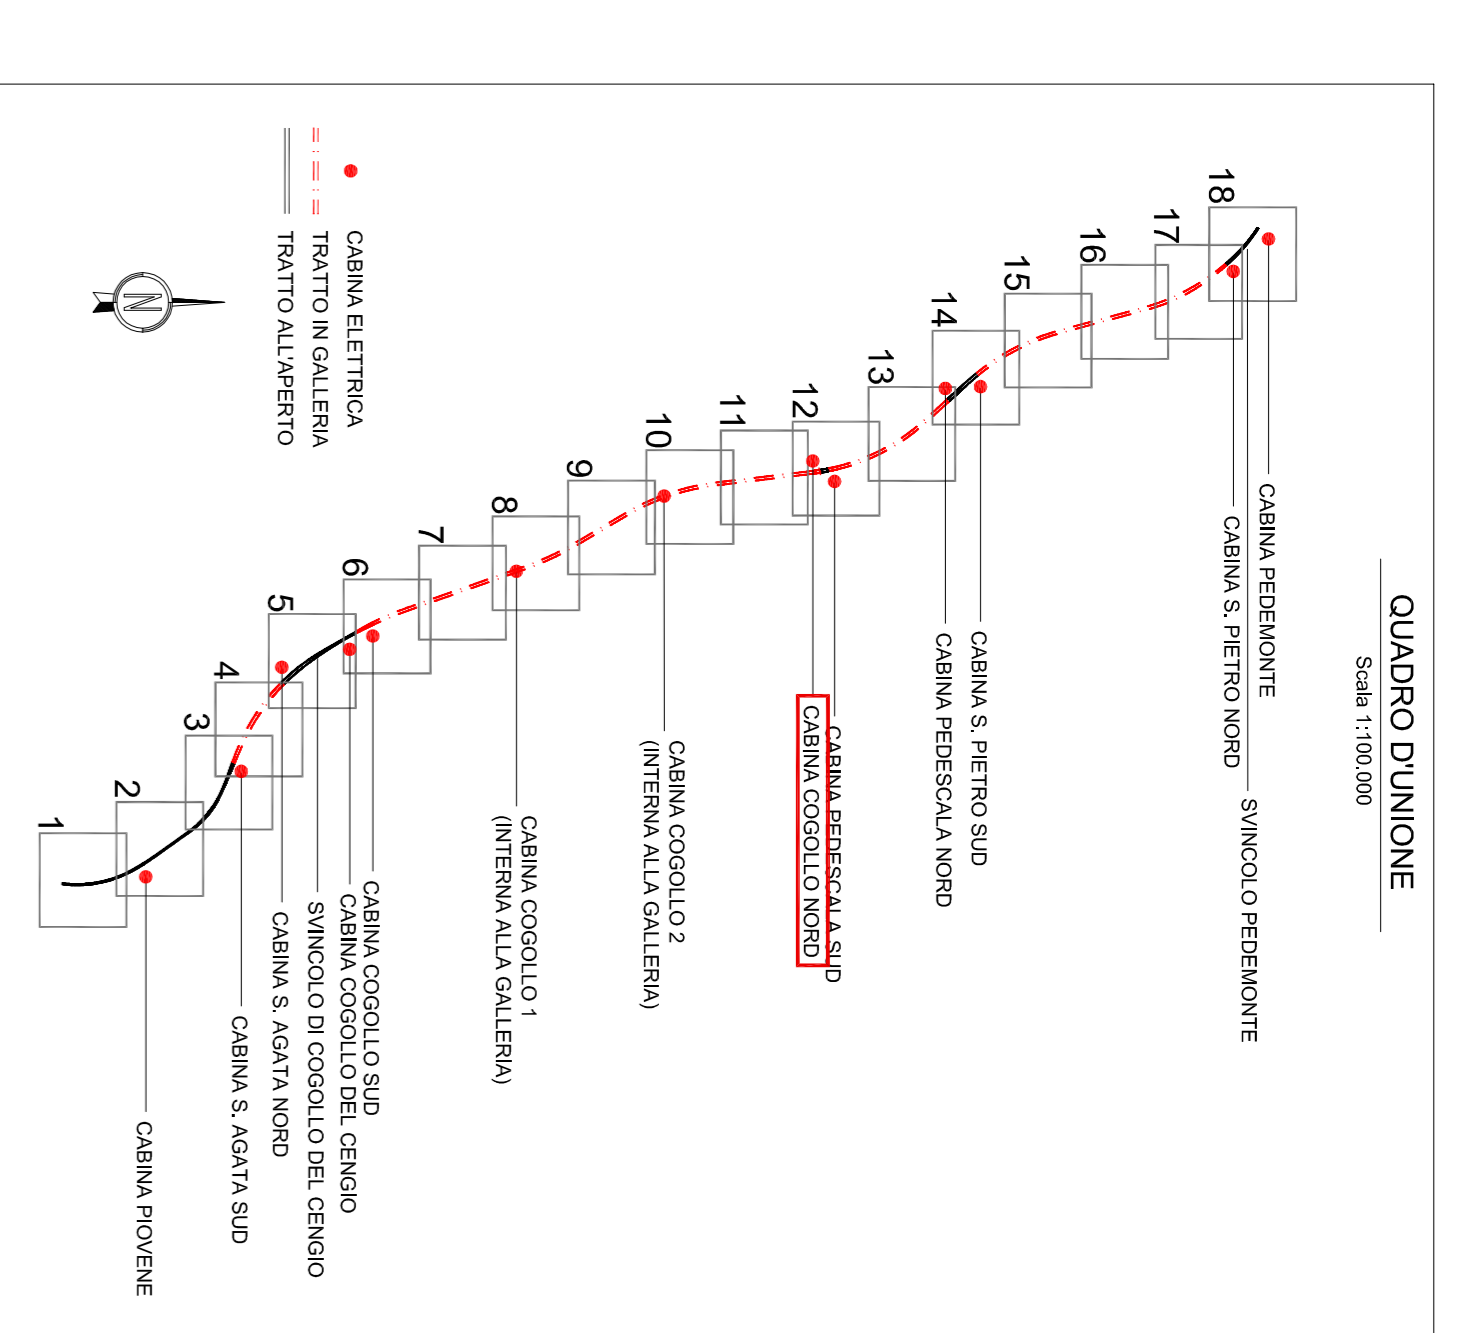 QUADRO D'UNIONE
Scala 1:100.000
CABINA PEDEMONTE
SVINCOLO PEDEMONTE
CABINA S. PIETRO NORD
CABINA S. PIETRO SUD
CABINA PEDESCALA NORD
CABINA PEDESCALA SUD
CABINA COGOLLO NORD
CABINA COGOLLO 2
(INTERNA ALLA GALLERIA)
CABINA COGOLLO 1
(INTERNA ALLA GALLERIA)
CABINA COGOLLO SUD
CABINA COGOLLO DEL CENGIO
SVINCOLO DI COGOLLO DEL CENGIO
CABINA S. AGATA NORD
CABINA S. AGATA SUD
CABINA PIOVENE
18
17
16
15
14
13
12
11
10
9
8
7
6
5
4
3
2
1
CABINA ELETTRICA
TRATTO IN GALLERIA
TRATTO ALL'APERTO
N